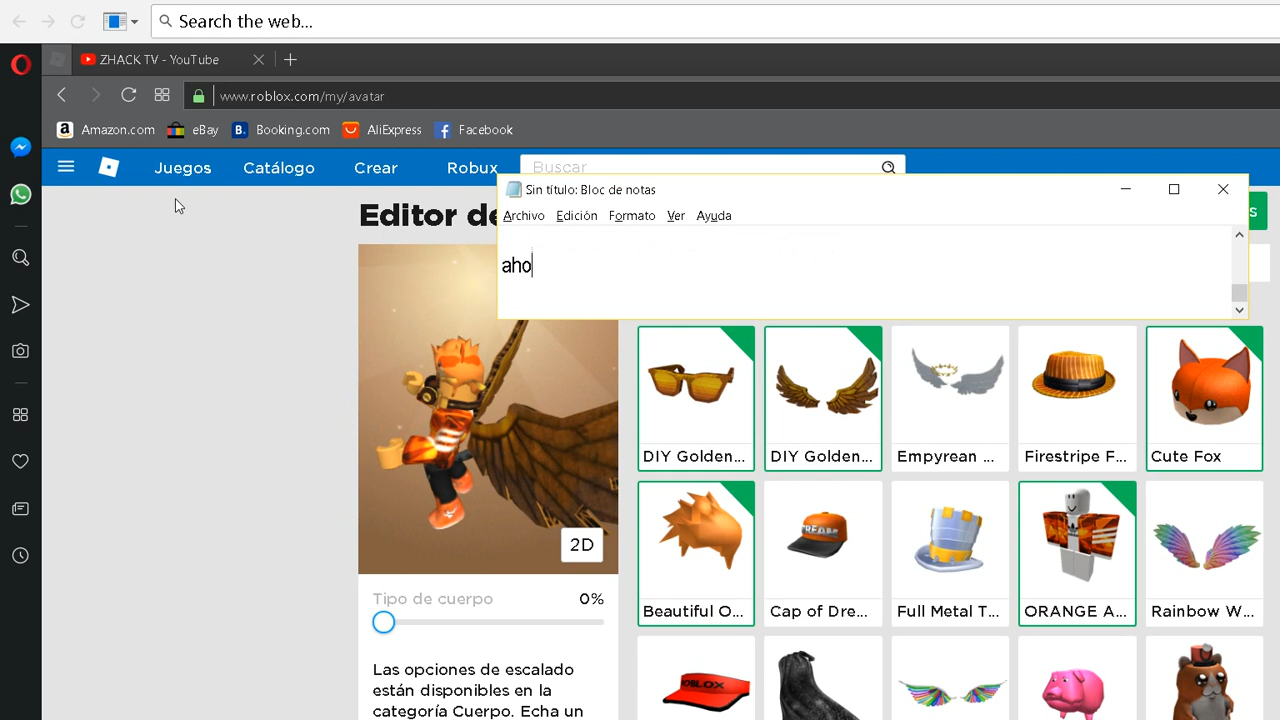 Search the web...
ZHACK TV - YouTube
www.roblox.com/my/avatar
Amazon.com eBay Booking.com AliExpress Facebook
Juegos Catálogo Crear Robux Buscar
Sin título: Bloc de notas
Archivo Edición Formato Ver Ayuda
aho
Editor de
s
DIY Golden... DIY Golden... Empyrean ... Firestripe F... Cute Fox
2D
Beautiful O... Cap of Dre... Full Metal T... ORANGE A... Rainbow W...
Tipo de cuerpo 0%
Las opciones de escalado
están disponibles en la
categoría Cuerpo. Echa un
ROBLOX